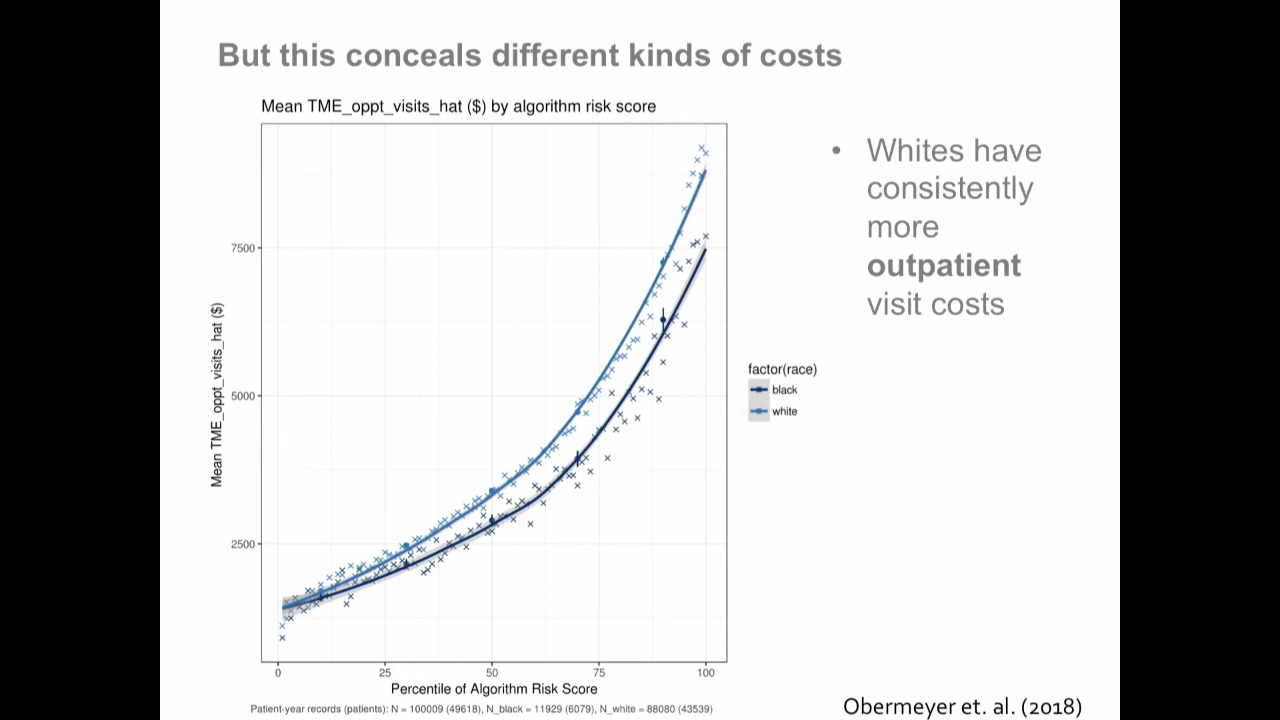 But this conceals different kinds of costs
Mean TME_oppt_visits_hat ($) by algorithm risk score
Mean TME_oppt_visits_hat ($)
7500
5000
2500
0
25
50
75
100
Percentile of Algorithm Risk Score
Patient-year records (patients): N = 100009 (49618), N_black = 11929 (6079), N_white = 88080 (43539)
factor(race)
black
white
• Whites have
consistently
more
outpatient
visit costs
Obermeyer et. al. (2018)